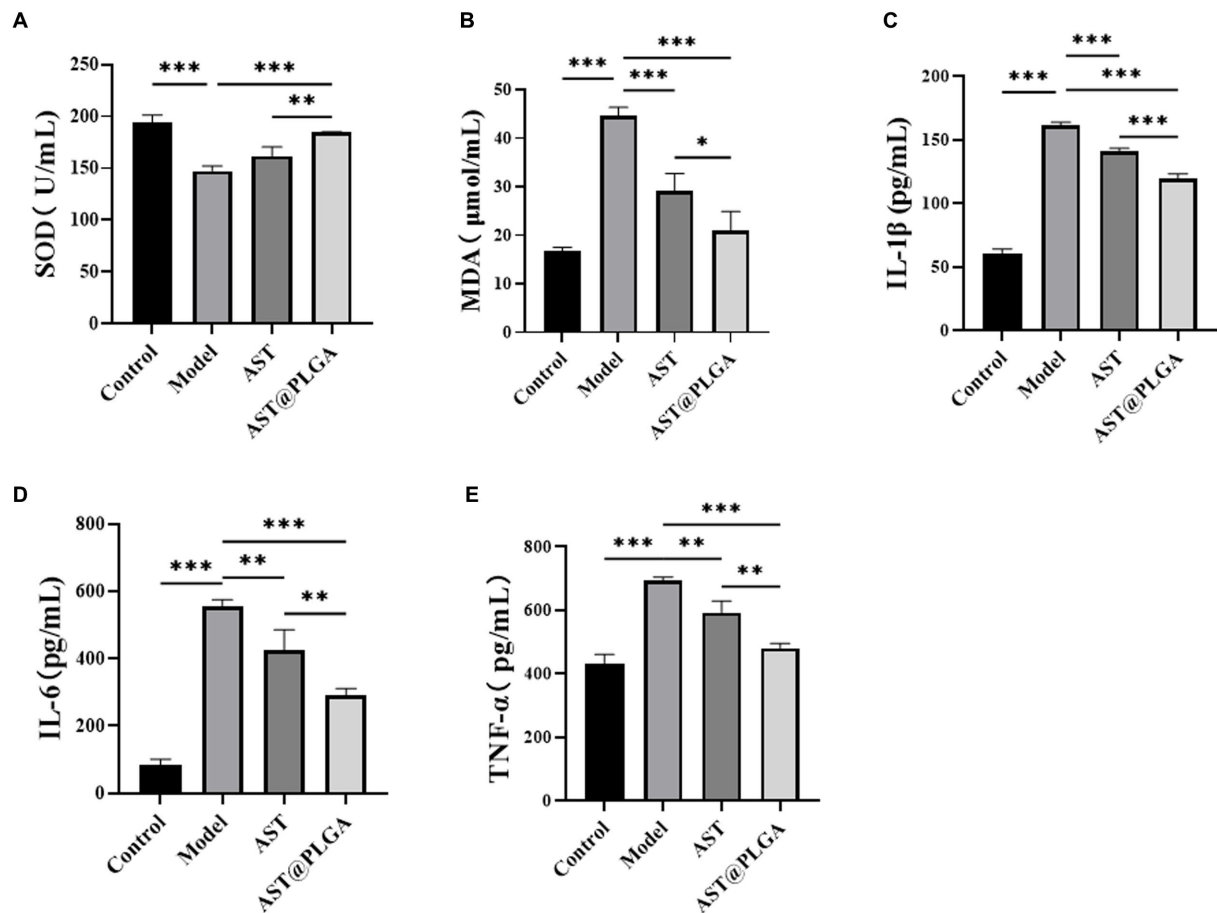 A
SOD( U/mL)
250
200
150
100
50
0
*** ***
**
Control
Model
AST
AST@PLGA
B
MDA( μmol/mL)
50
40
30
20
10
0
***
*** ***
*
Control
Model
AST
AST@PLGA
C
IL-1β (pg/mL)
200
150
100
50
0
***
*** ***
***
Control
Model
AST
AST@PLGA
D
IL-6(pg/mL)
800
600
400
200
0
***
*** **
**
Control
Model
AST
AST@PLGA
E
TNF-α( pg/mL)
800
600
400
200
0
***
*** **
**
Control
Model
AST
AST@PLGA